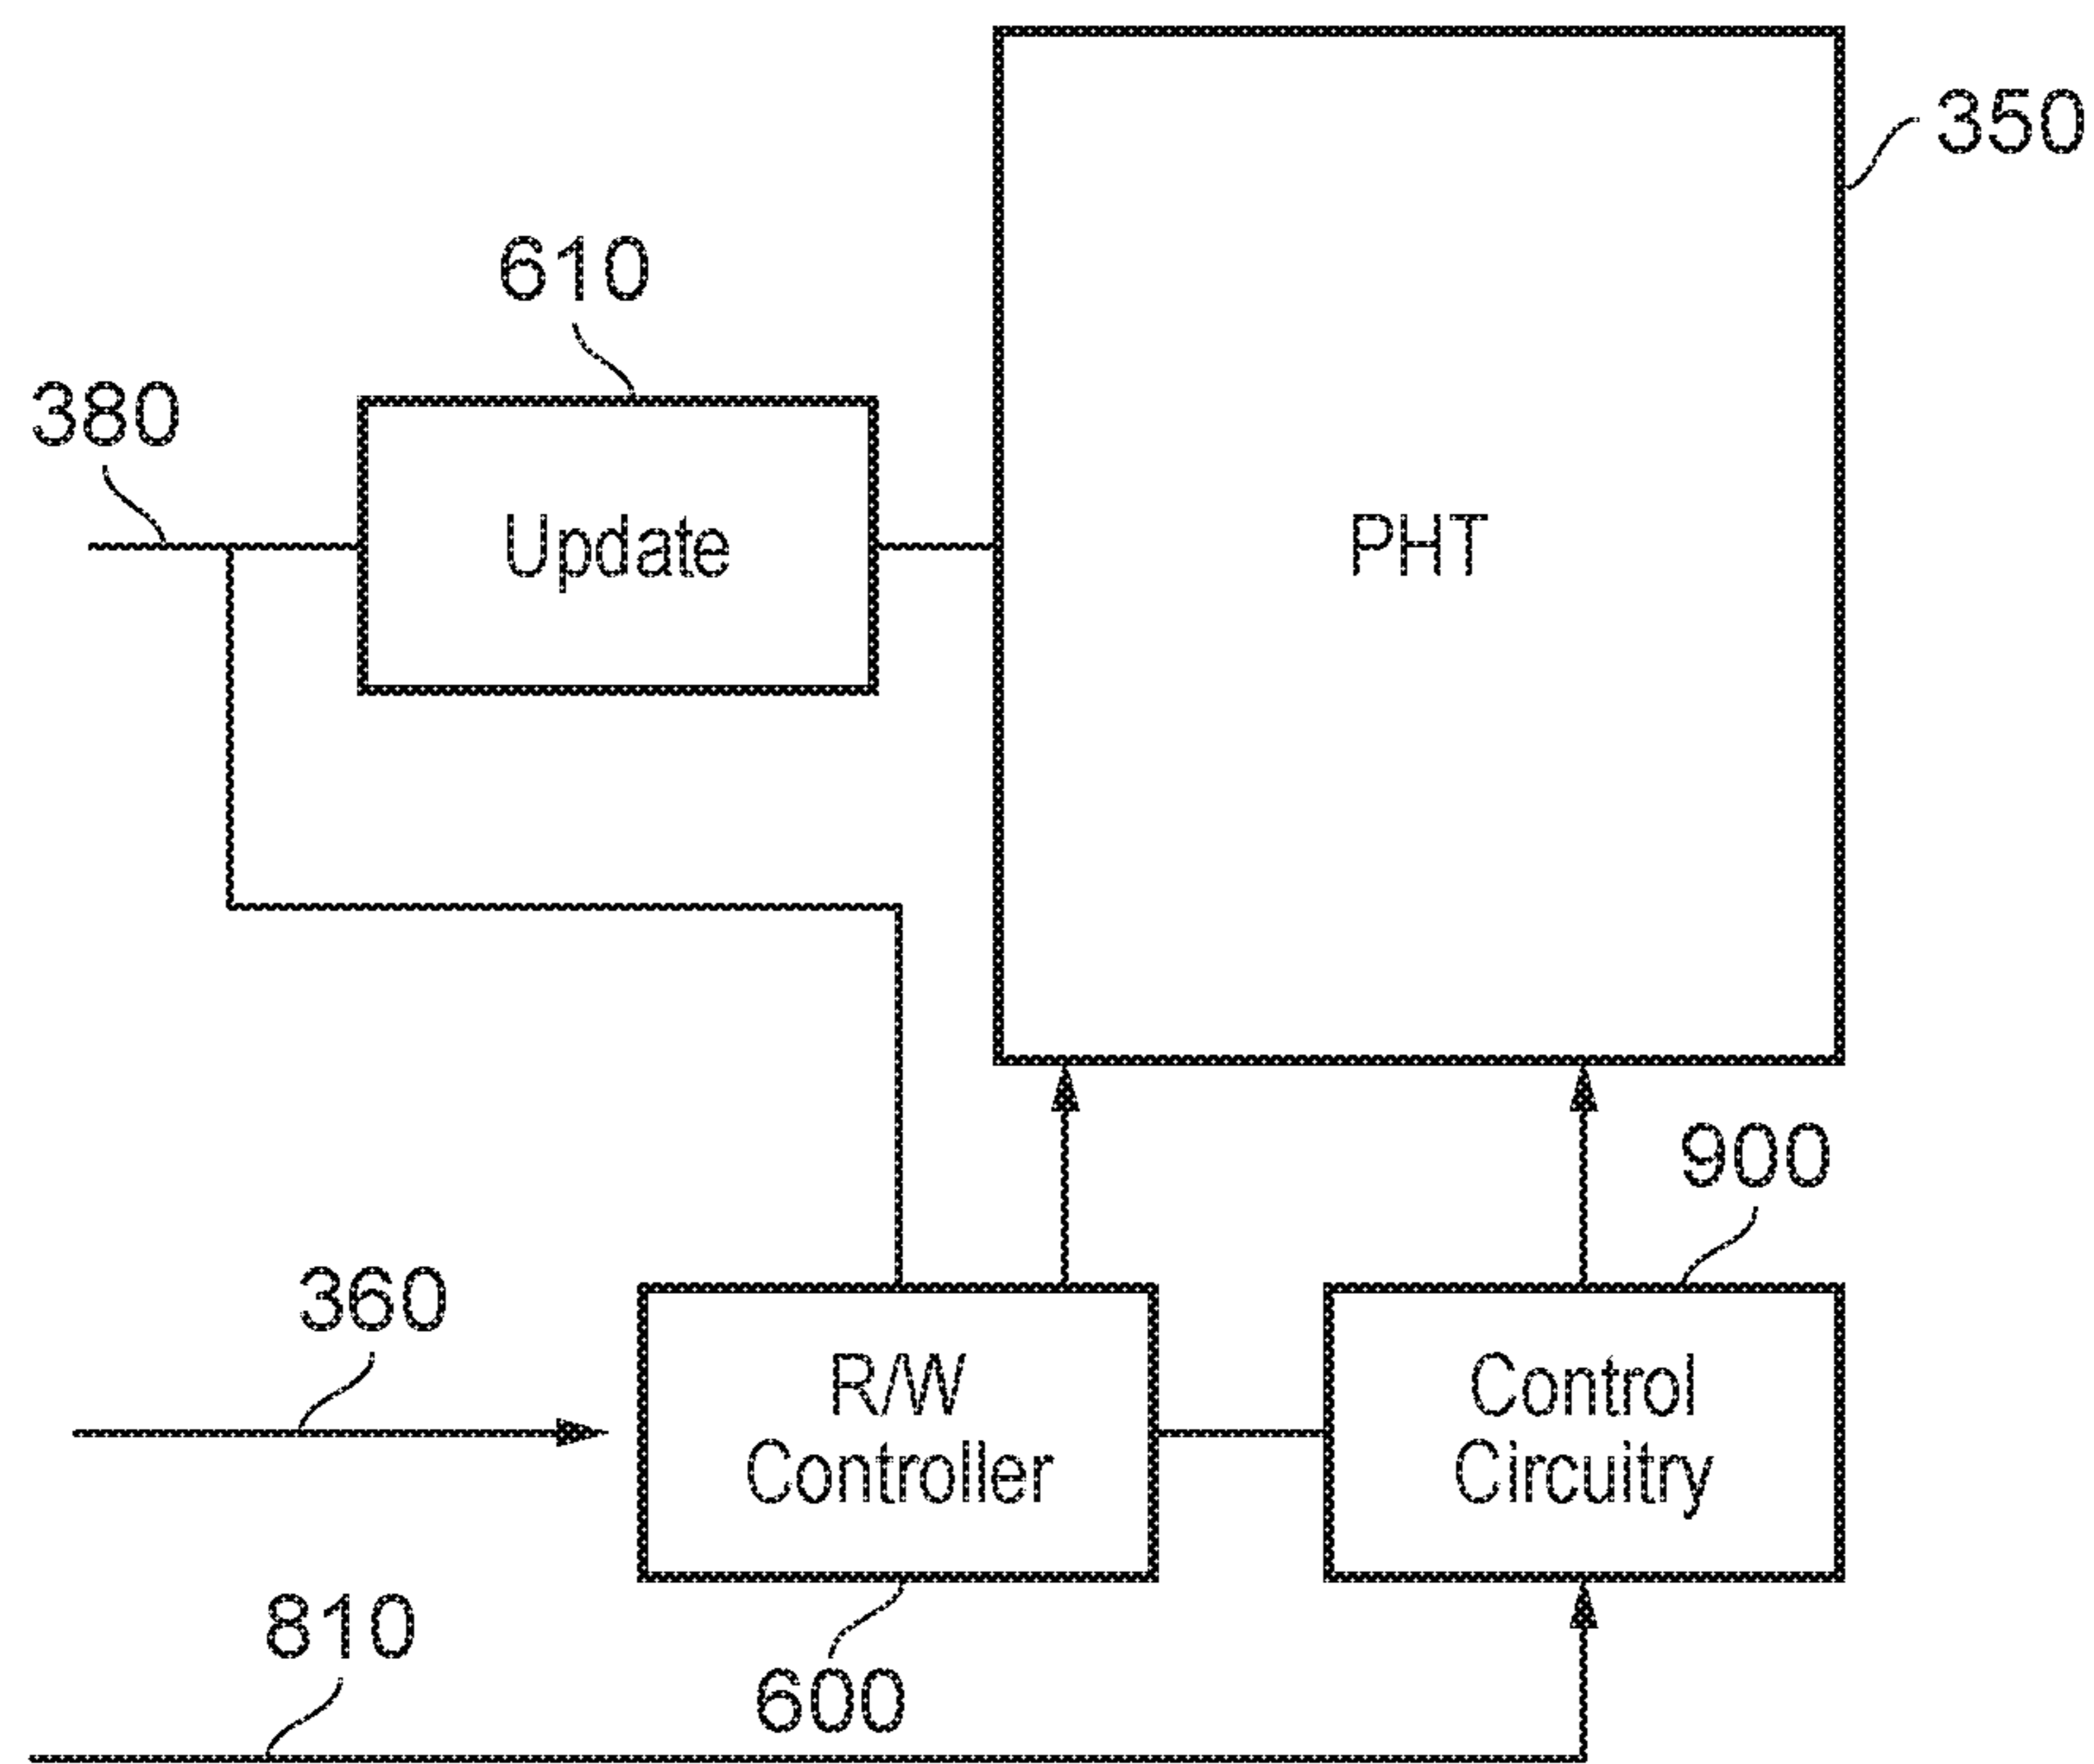 350
610
380
Update
PHT
900
360
R/W
Controller
Control
Circuitry
810
600